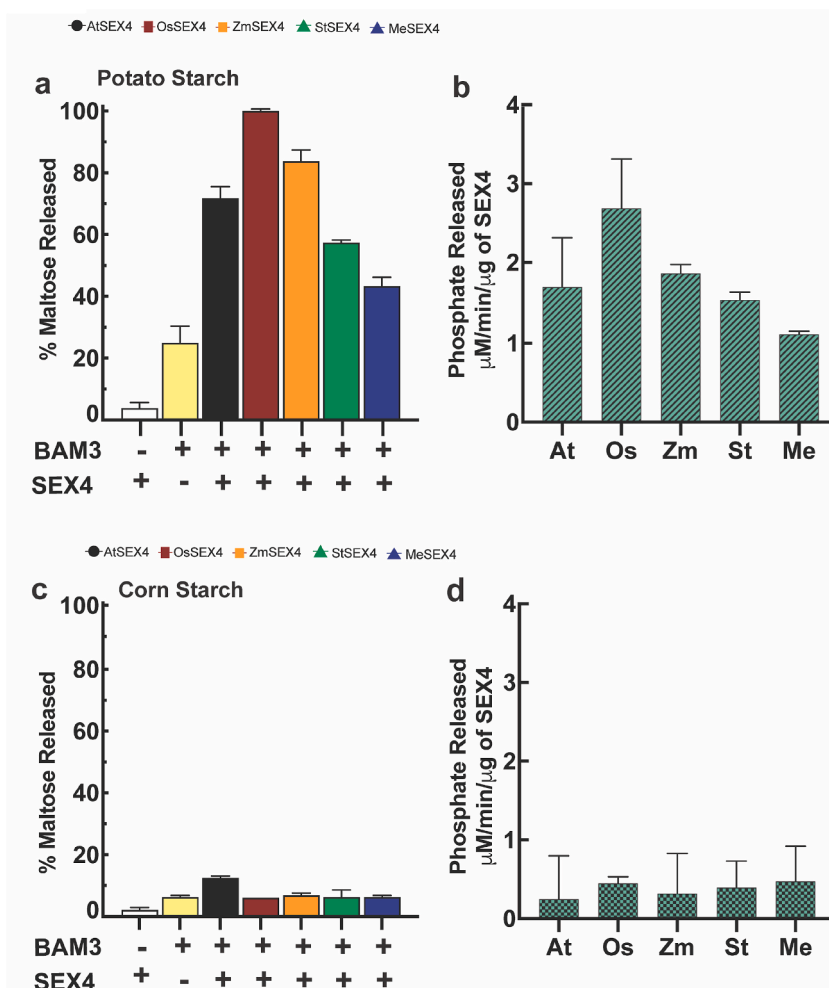 AtSEX4 OsSEX4 ZmSEX4 StSEX4 MeSEX4
a Potato Starch
% Maltose Released
100
80
60
40
20
0
BAM3 - + + + + + +
SEX4 + - + + + + +
b
Phosphate Released
μM/min/μg of SEX4
4
3
2
1
0
At Os Zm St Me
AtSEX4 OsSEX4 ZmSEX4 StSEX4 MeSEX4
c Corn Starch
% Maltose Released
100
80
60
40
20
0
BAM3 - + + + + + +
SEX4 + - + + + + +
d
Phosphate Released
μM/min/μg of SEX4
4
3
2
1
0
At Os Zm St Me